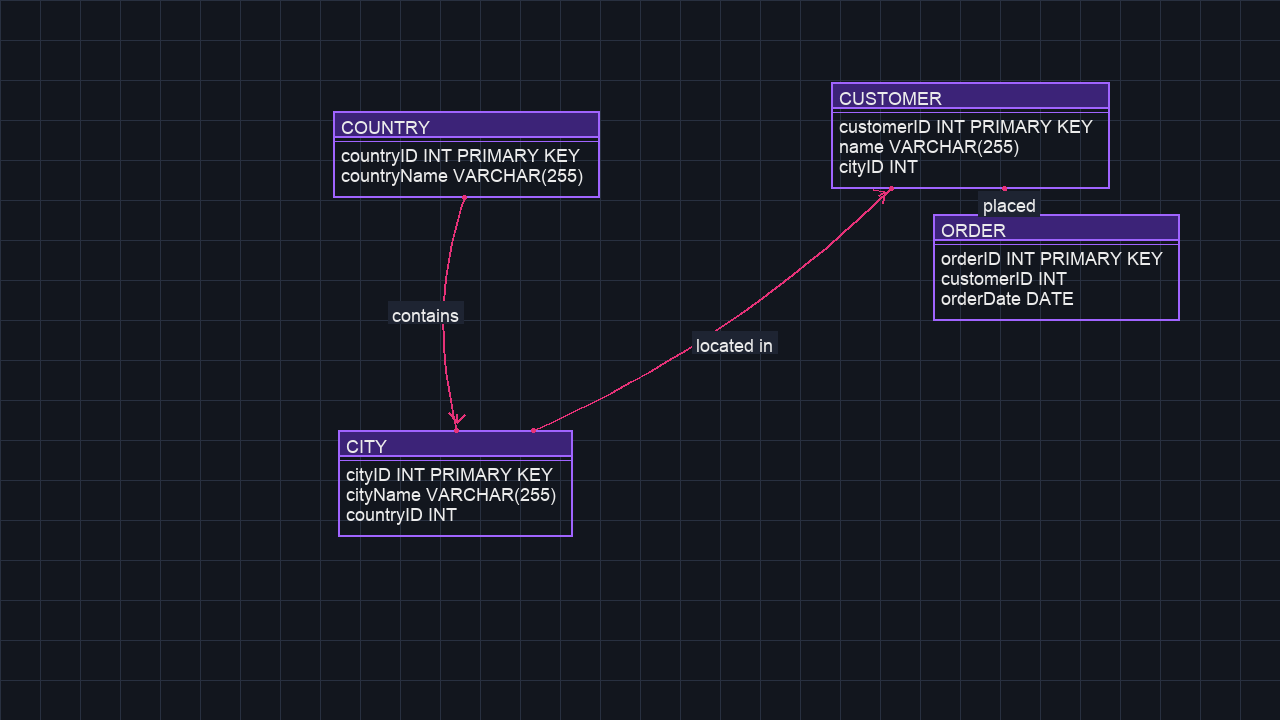 COUNTRY
countryID INT PRIMARY KEY
countryName VARCHAR(255)
CUSTOMER
customerID INT PRIMARY KEY
name VARCHAR(255)
cityID INT
placed
ORDER
orderID INT PRIMARY KEY
customerID INT
orderDate DATE
contains
located in
CITY
cityID INT PRIMARY KEY
cityName VARCHAR(255)
countryID INT